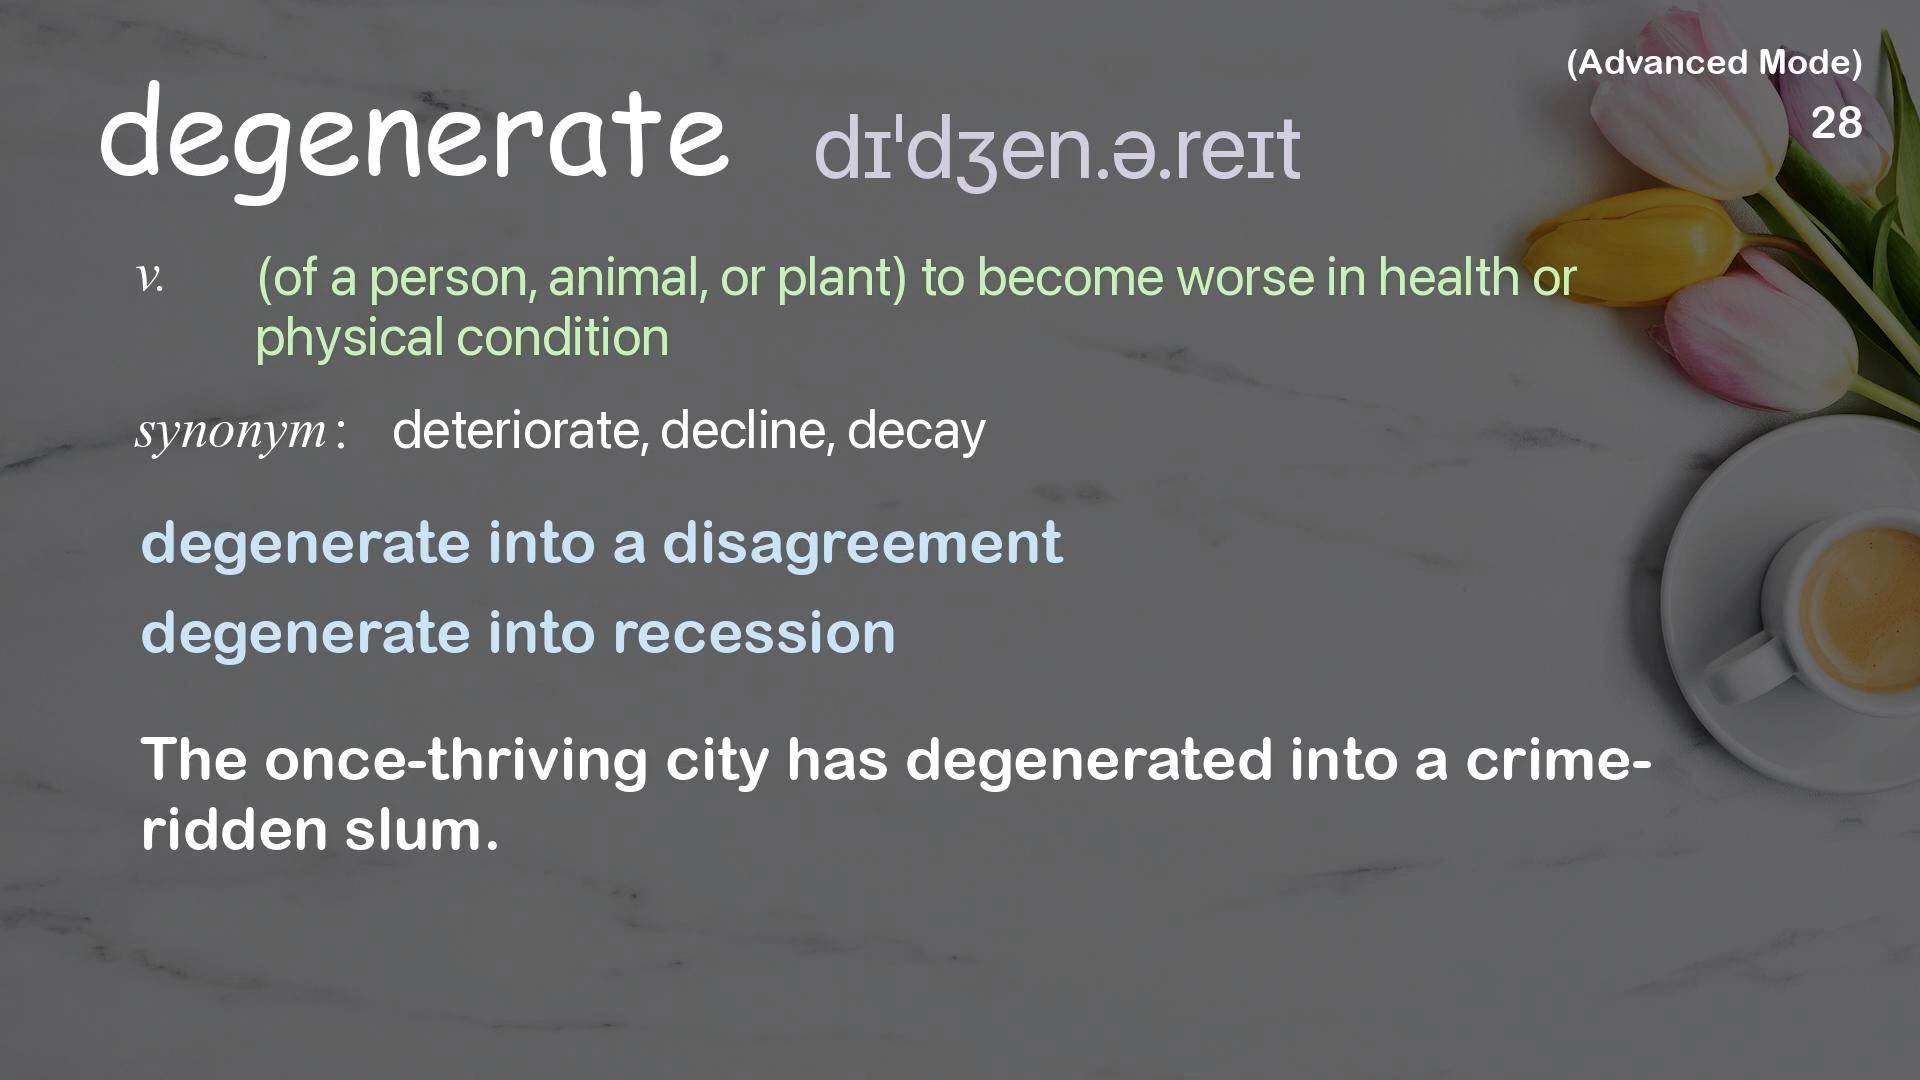 (Advanced Mode)
28
degenerate dɪˈdʒen.ə.reɪt
v. (of a person, animal, or plant) to become worse in health or
physical condition
synonym: deteriorate, decline, decay
degenerate into a disagreement
degenerate into recession
The once-thriving city has degenerated into a crime-
ridden slum.